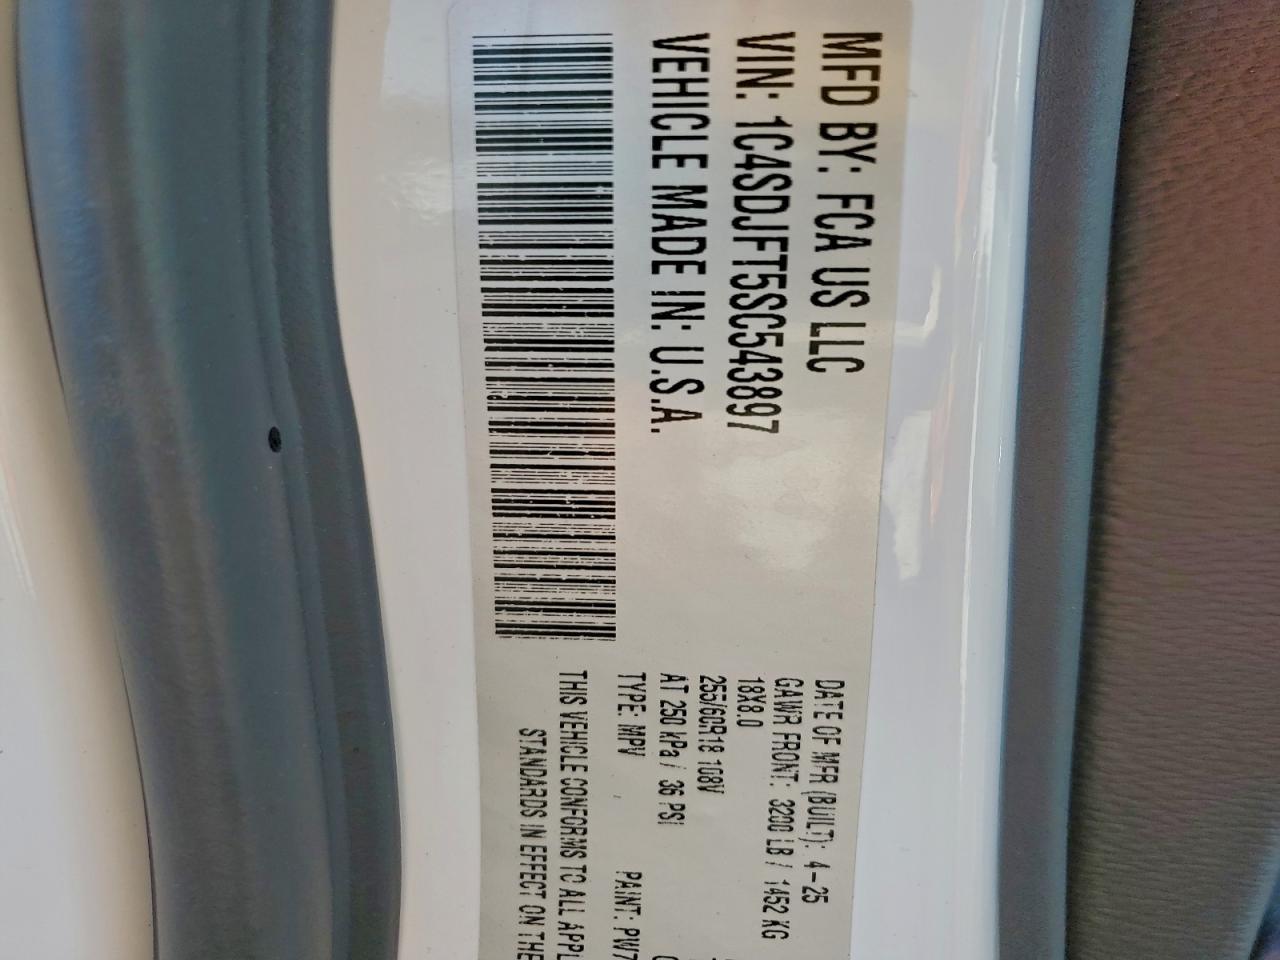 MFD BY: FCA US LLC
VIN: 1C4SDJFT5SC543897
VEHICLE MADE IN: U.S.A.
DATE OF MFR (BUILT): 4-25
GAWR FRONT: 3200 LB / 1452 KG
18X8.0
255/60R18 108V
AT 250 kPa / 36 PSI
TYPE: MPV PAINT: PW7
THIS VEHICLE CONFORMS TO ALL APPL
STANDARDS IN EFFECT ON THE